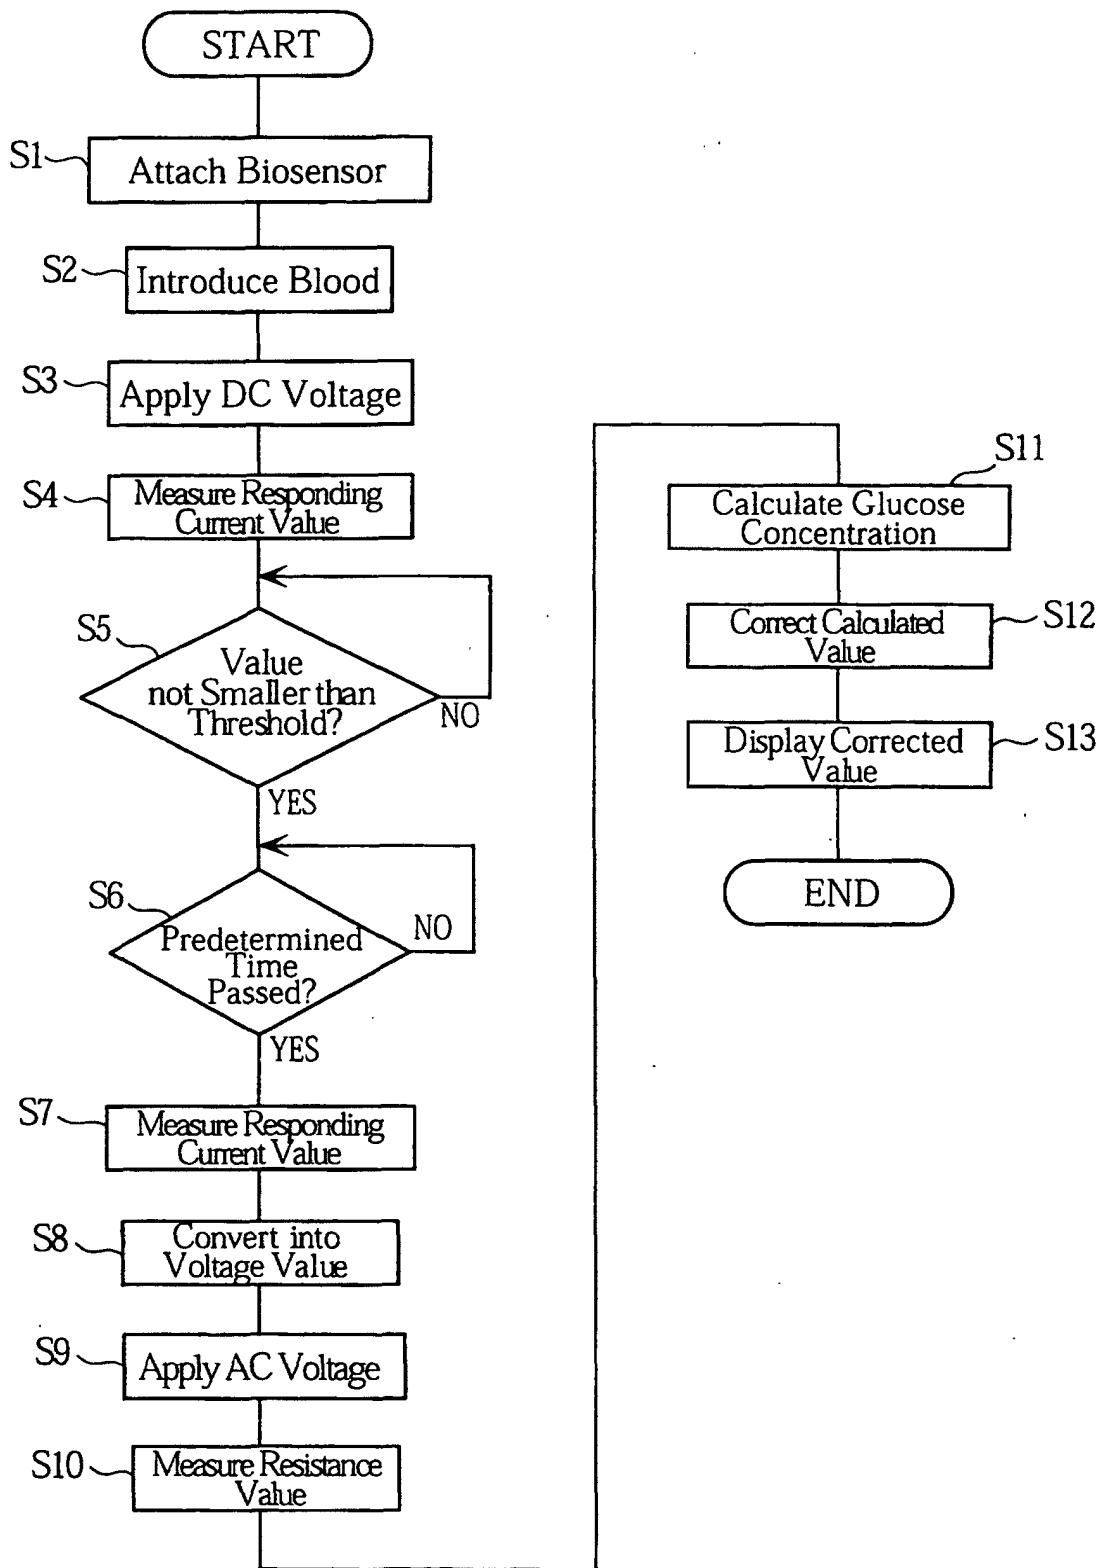 START
S1
Attach Biosensor
S2
Introduce Blood
S3
Apply DC Voltage
S4
Measure Responding
Current Value
S5
Value
not Smaller than
Threshold?
NO
YES
S6
Predetermined
Time
Passed?
NO
YES
S7
Measure Responding
Current Value
S8
Convert into
Voltage Value
S9
Apply AC Voltage
S10
Measure Resistance
Value
S11
Calculate Glucose
Concentration
S12
Correct Calculated
Value
S13
Display Corrected
Value
END